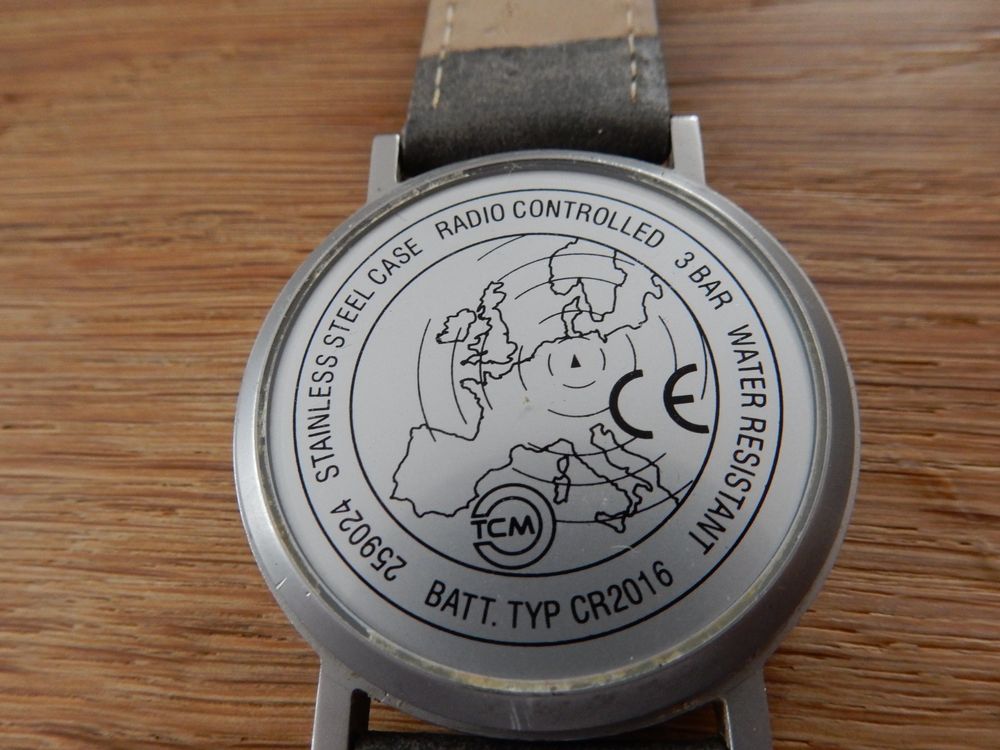 259024 STAINLESS STEEL CASE RADIO CONTROLLED 3 BAR WATER RESISTANT
BATT. TYP CR2016
CE
TCM